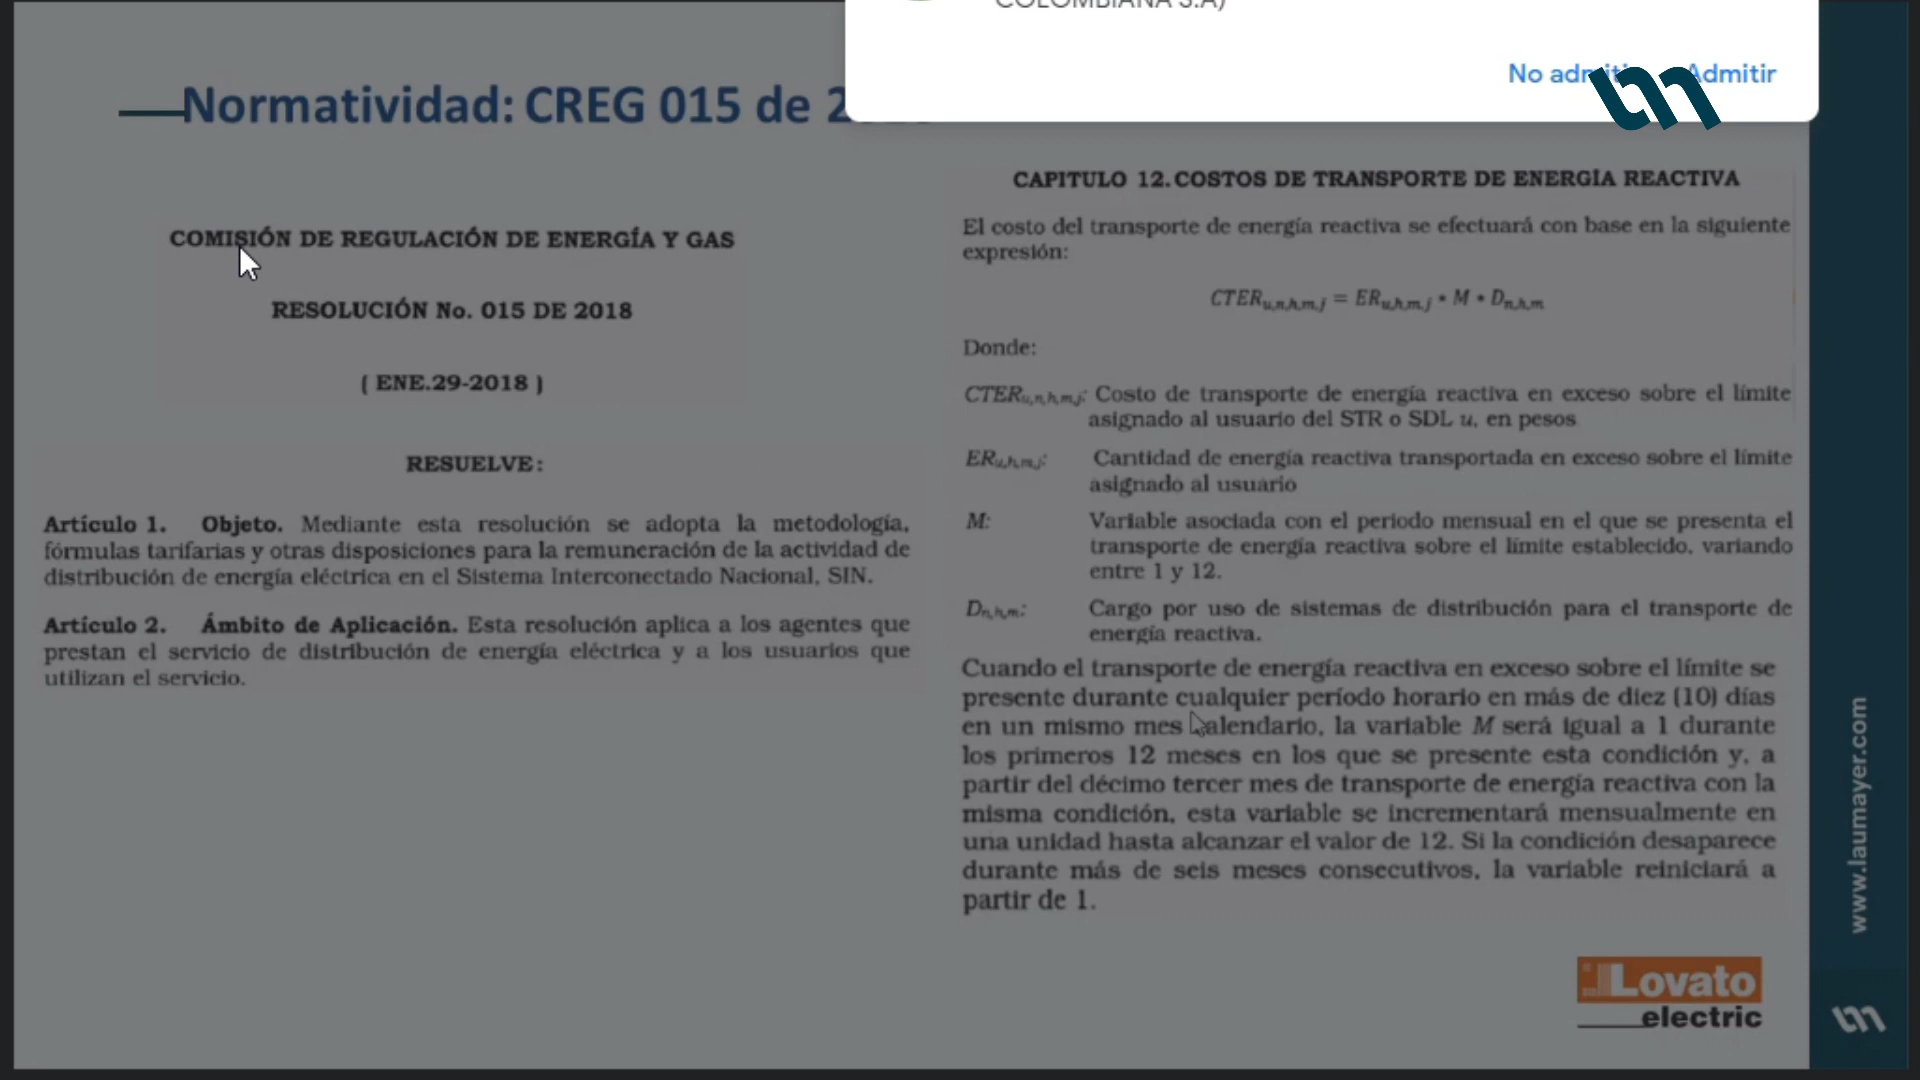 COLOMBIANA S.A)
No admiti Admitir
Normatividad: CREG 015 de 2
COMISIÓN DE REGULACIÓN DE ENERGÍA Y GAS
RESOLUCIÓN No. 015 DE 2018
( ENE.29-2018 )
RESUELVE:
Artículo 1. Objeto. Mediante esta resolución se adopta la metodología,
fórmulas tarifarias y otras disposiciones para la remuneración de la actividad de
distribución de energía eléctrica en el Sistema Interconectado Nacional, SIN.
Artículo 2. Ámbito de Aplicación. Esta resolución aplica a los agentes que
prestan el servicio de distribución de energía eléctrica y a los usuarios que
utilizan el servicio.
CAPITULO 12. COSTOS DE TRANSPORTE DE ENERGÍA REACTIVA
El costo del transporte de energía reactiva se efectuará con base en la siguiente
expresión:
CTERu,n,h,m,j = ERu,h,m,j * M * Dn,h,m
Donde:
CTERu,n,h,m,j: Costo de transporte de energía reactiva en exceso sobre el límite
asignado al usuario del STR o SDL u, en pesos
ERu,h,m,j: Cantidad de energía reactiva transportada en exceso sobre el límite
asignado al usuario
M: Variable asociada con el periodo mensual en el que se presenta el
transporte de energía reactiva sobre el límite establecido, variando
entre 1 y 12.
Dn,h,m: Cargo por uso de sistemas de distribución para el transporte de
energía reactiva.
Cuando el transporte de energía reactiva en exceso sobre el límite se
presente durante cualquier período horario en más de diez (10) días
en un mismo mes calendario, la variable M será igual a 1 durante
los primeros 12 meses en los que se presente esta condición y, a
partir del décimo tercer mes de transporte de energía reactiva con la
misma condición, esta variable se incrementará mensualmente en
una unidad hasta alcanzar el valor de 12. Si la condición desaparece
durante más de seis meses consecutivos, la variable reiniciará a
partir de 1.
www.laumayer.com
Lovato
electric